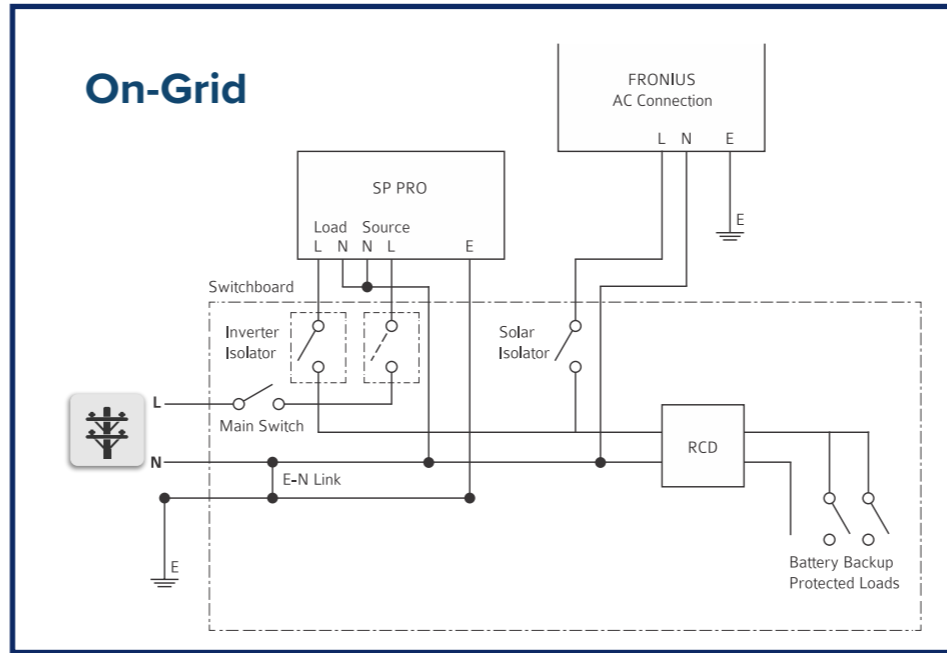 On-Grid
FRONIUS
AC Connection
L N E
SP PRO
Load Source
L N N L E
E
Switchboard
Inverter
Isolator
Solar
Isolator
L
Main Switch
RCD
N
E-N Link
E
Battery Backup
Protected Loads